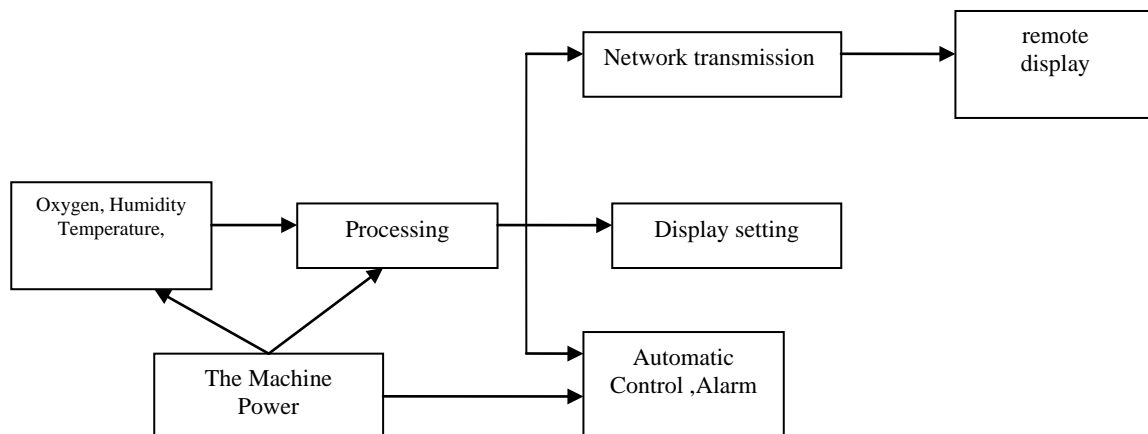 Network transmission
remote
display
Oxygen, Humidity
Temperature,
Processing
Display setting
The Machine
Power
Automatic
Control ,Alarm